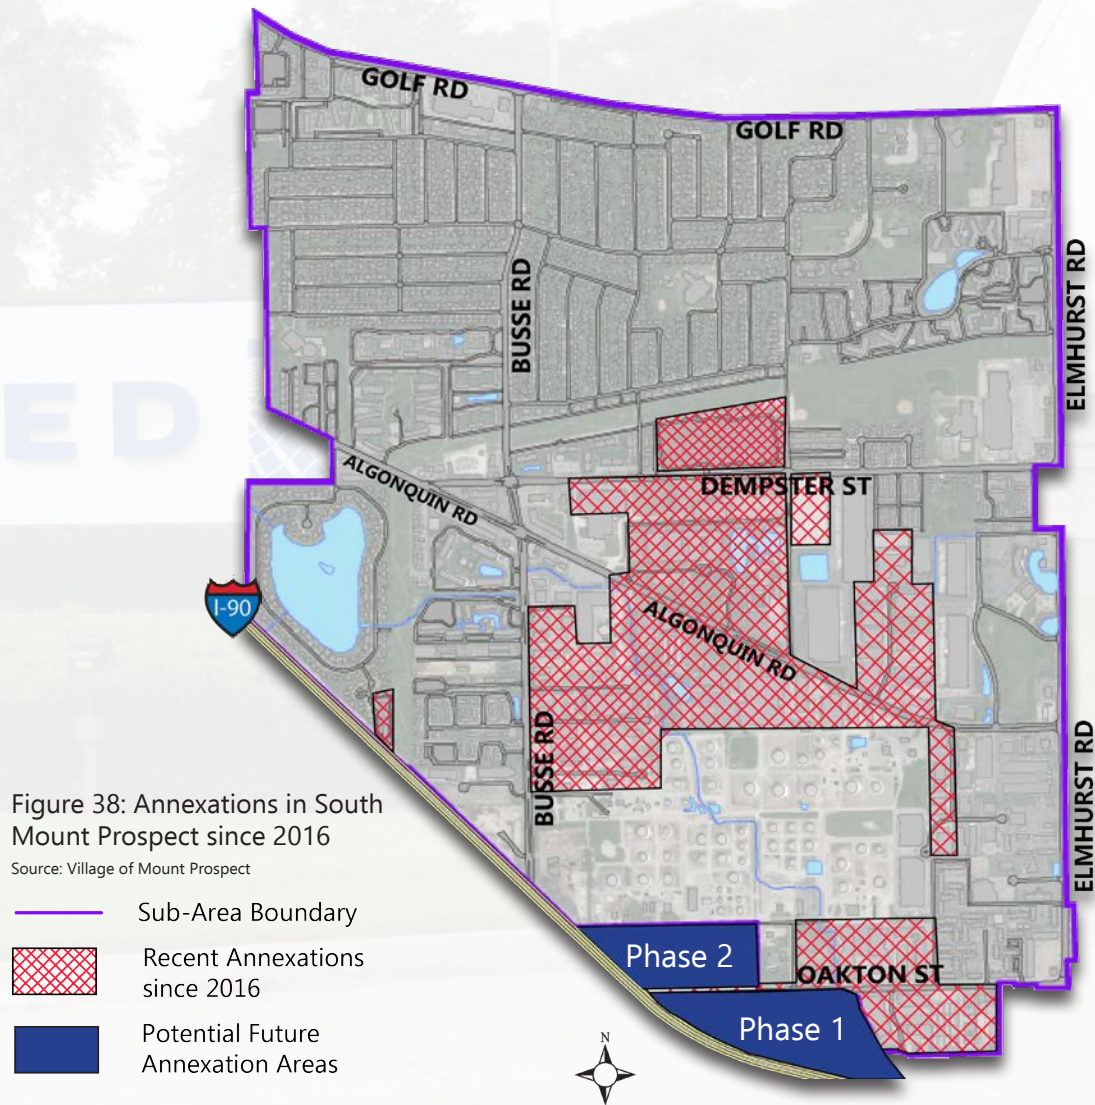 GOLF RD
GOLF RD
BUSSE RD
ELMHURST RD
ED
ALGONQUIN RD
DEMPSTER ST
I-90
ALGONQUIN RD
BUSSE RD
ELMHURST RD
Figure 38: Annexations in South
Mount Prospect since 2016
Source: Village of Mount Prospect
Sub-Area Boundary
Recent Annexations
since 2016
Potential Future
Annexation Areas
Phase 2
OAKTON ST
Phase 1
N